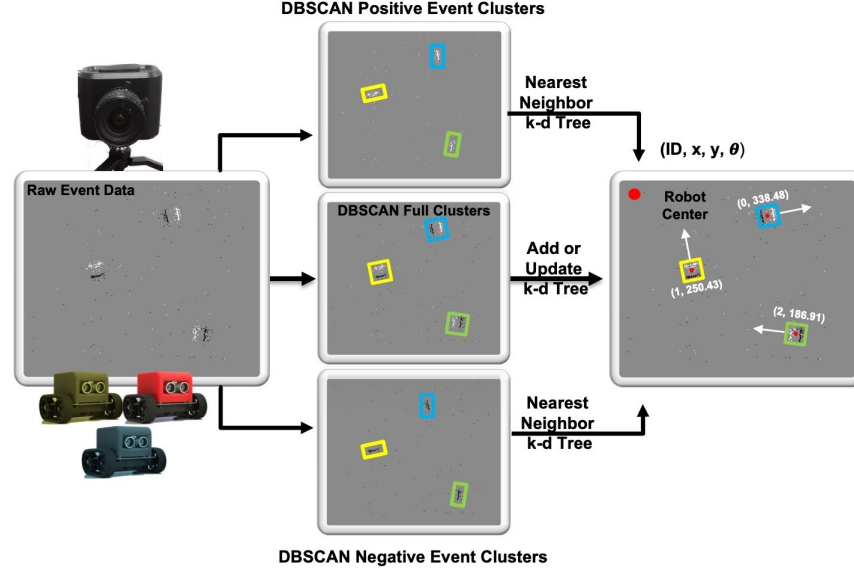 DBSCAN Positive Event Clusters
Nearest
Neighbor
k-d Tree
(ID, x, y, θ)
Raw Event Data
DBSCAN Full Clusters
Robot
Center
(0, 338.48)
Add or
Update
k-d Tree
(1, 250.43)
(2, 186.91)
Nearest
Neighbor
k-d Tree
DBSCAN Negative Event Clusters